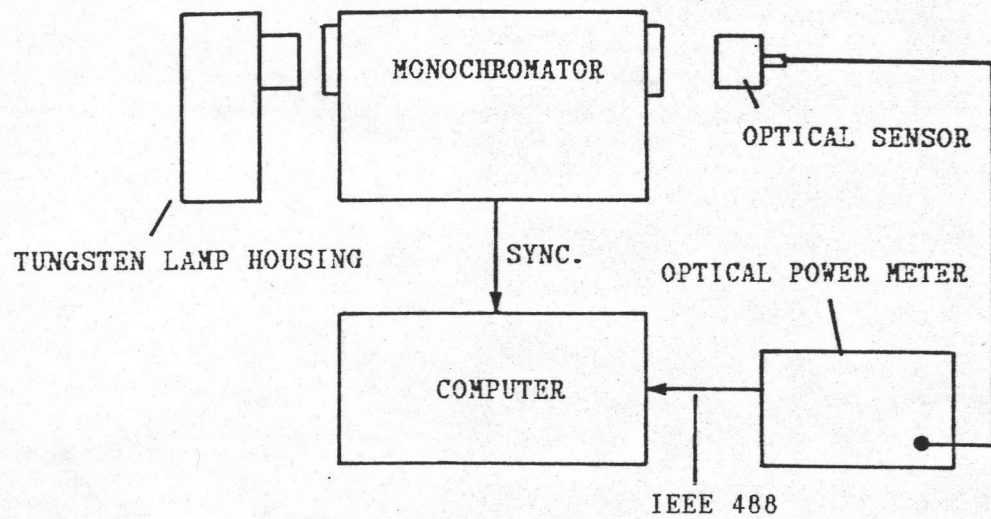 MONOCHROMATOR
OPTICAL SENSOR
TUNGSTEN LAMP HOUSING
SYNC.
OPTICAL POWER METER
COMPUTER
IEEE 488